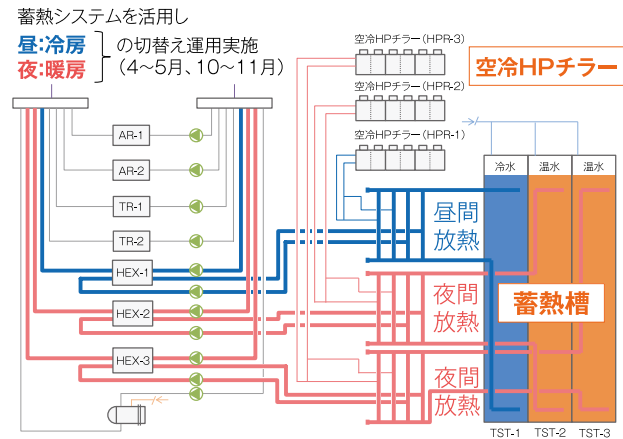 蓄熱システムを活用し
昼:冷房
夜:暖房
の切替え運用実施
(4～5月、10～11月)
空冷HPチラー(HPR-3)
空冷HPチラー(HPR-2)
空冷HPチラー(HPR-1)
空冷HPチラー
AR-1
AR-2
TR-1
TR-2
HEX-1
HEX-2
HEX-3
昼間
放熱
夜間
放熱
夜間
放熱
冷水
温水
温水
蓄熱槽
TST-1
TST-2
TST-3